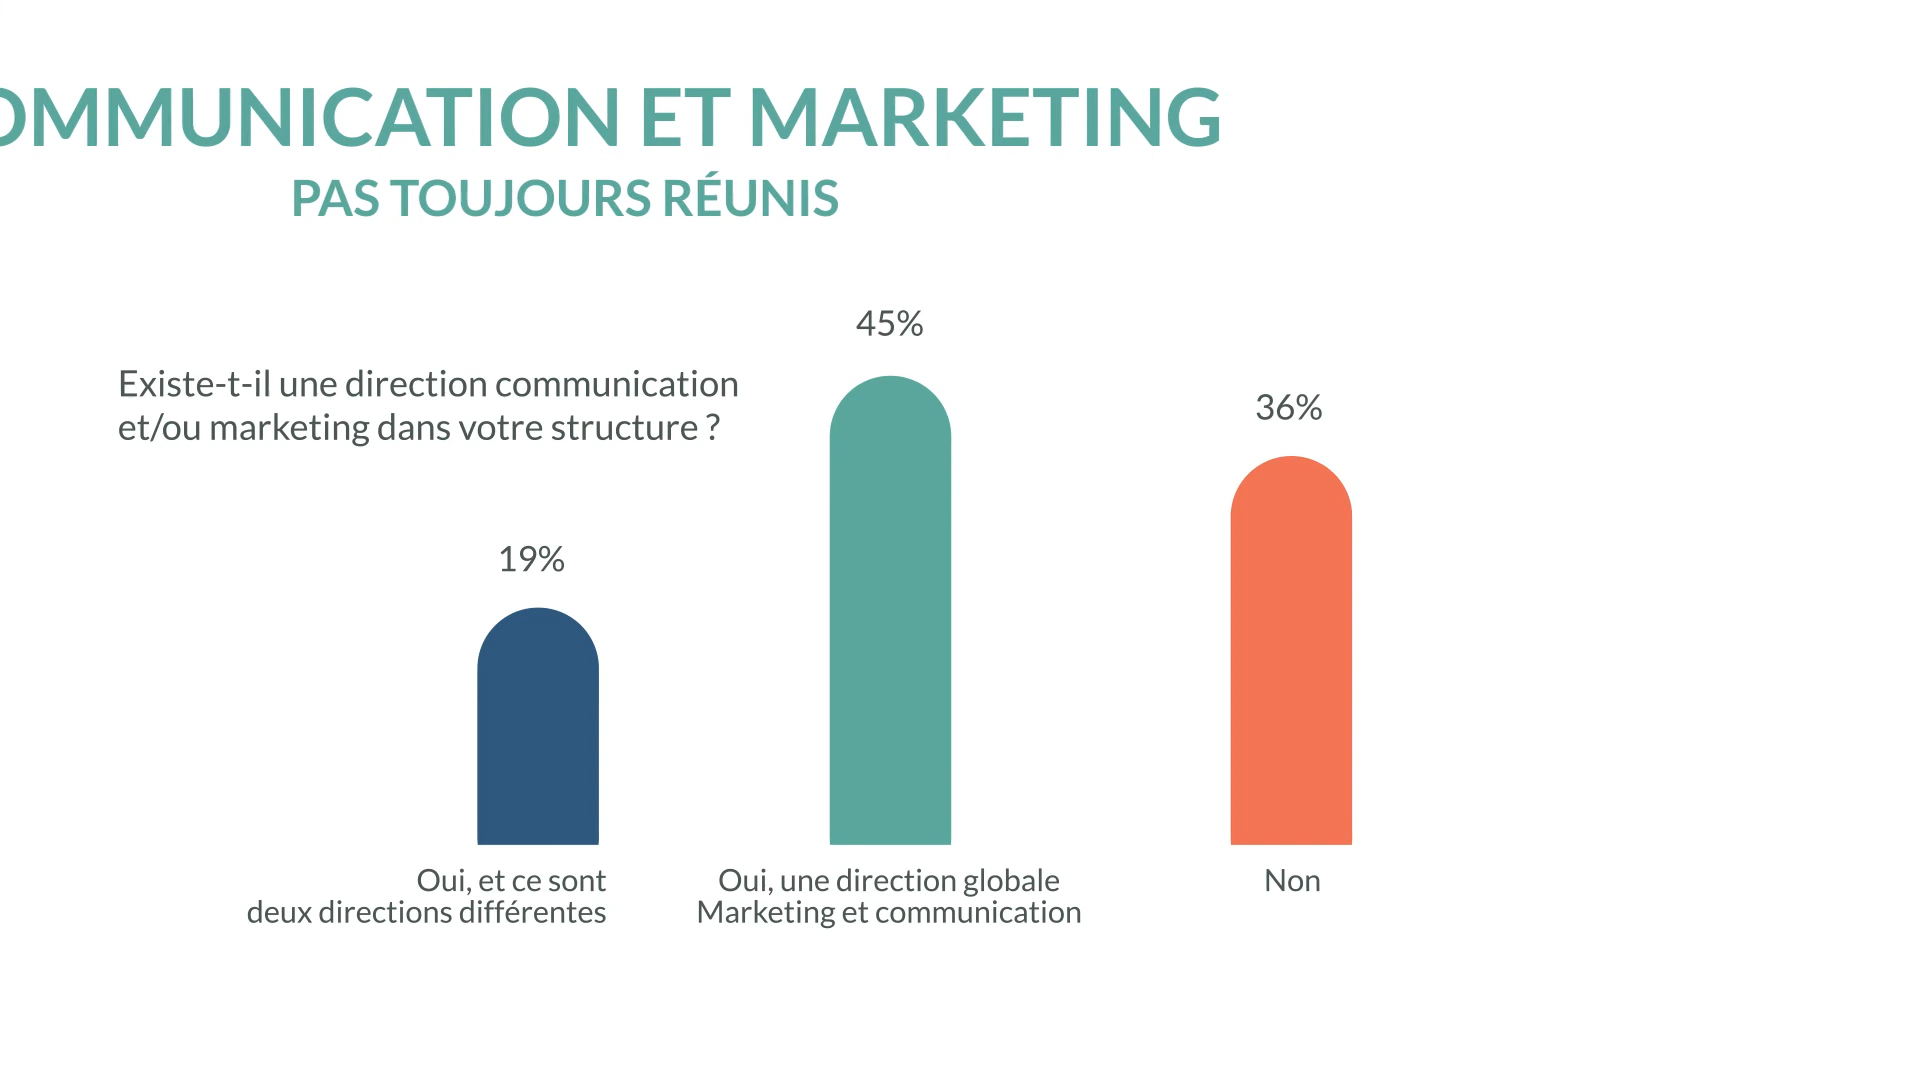 OMMUNICATION ET MARKETING
PAS TOUJOURS RÉUNIS
Existe-t-il une direction communication
et/ou marketing dans votre structure ?
45%
36%
19%
Oui, et ce sont
deux directions différentes
Oui, une direction globale
Marketing et communication
Non